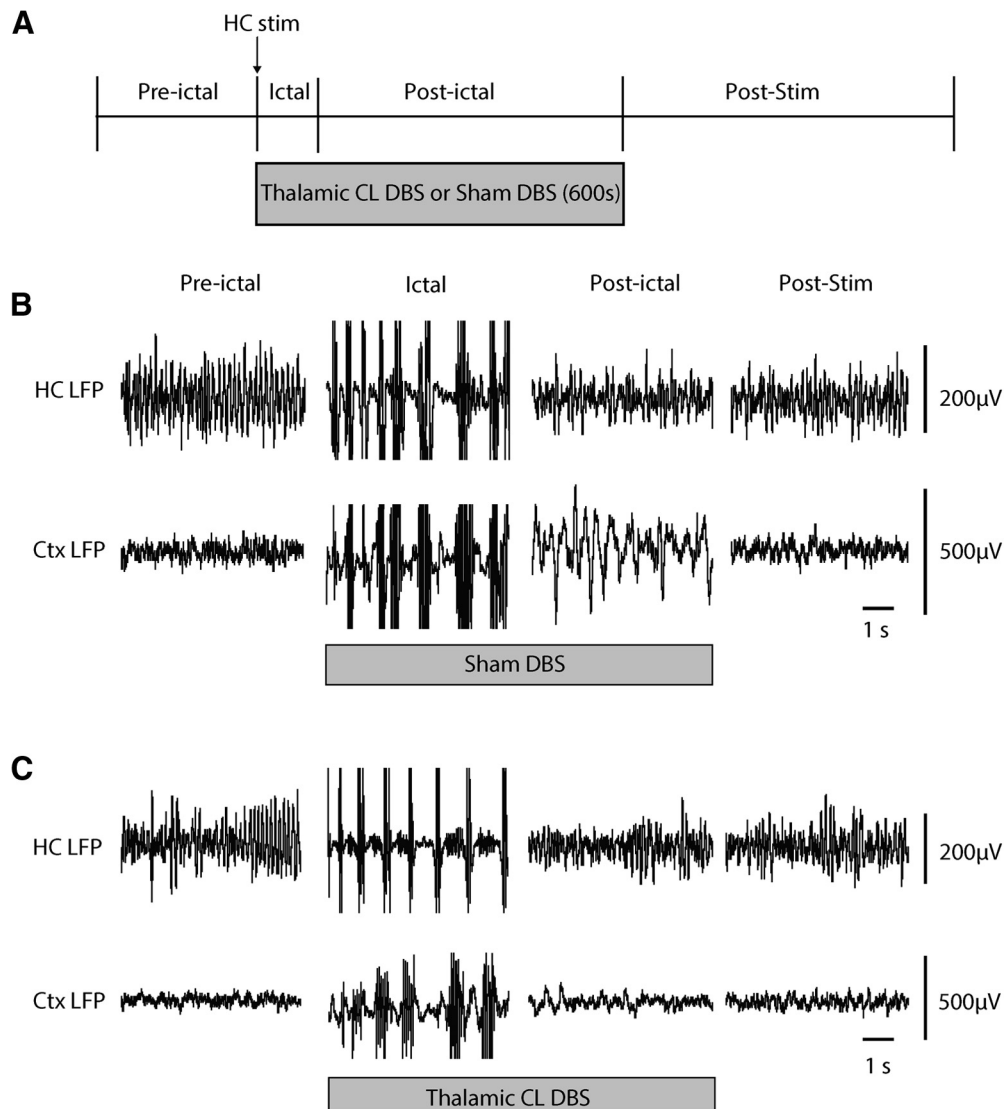 A
HC stim
Pre-ictal Ictal Post-ictal Post-Stim
Thalamic CL DBS or Sham DBS (600s)
Pre-ictal Ictal Post-ictal Post-Stim
B
HC LFP 200µV
Ctx LFP 500µV
1 s
Sham DBS
C
HC LFP 200µV
Ctx LFP 500µV
1 s
Thalamic CL DBS